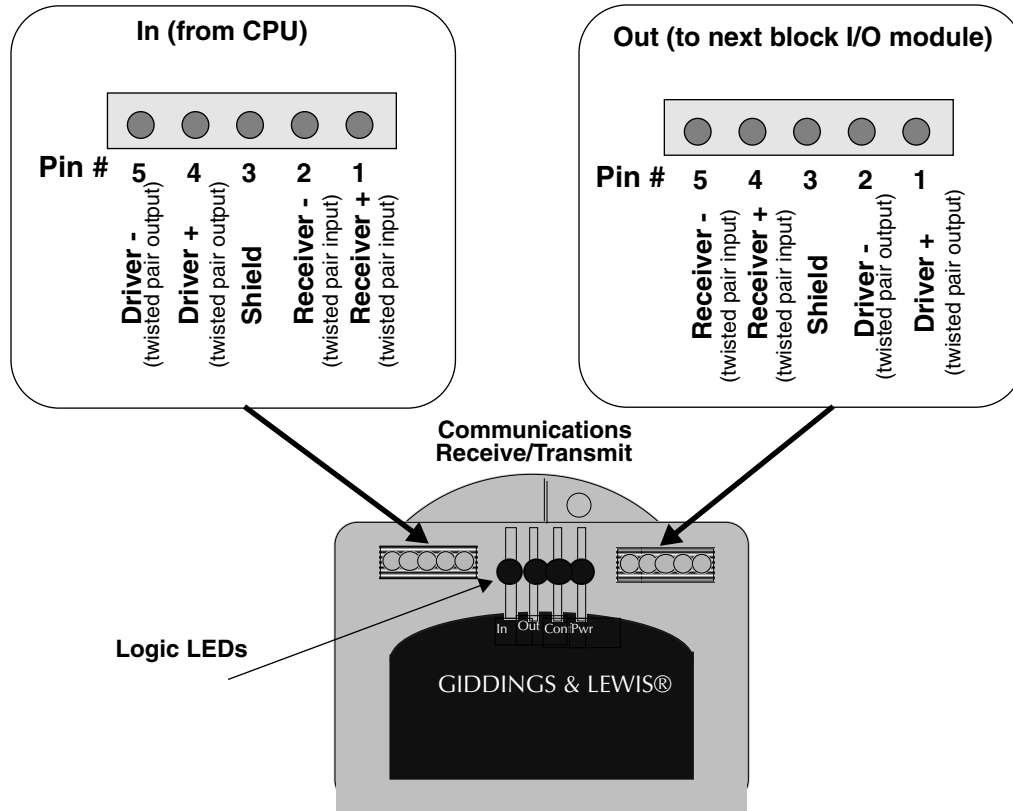 In (from CPU)
Pin # 5 4 3 2 1
Driver -
(twisted pair output)
Driver +
(twisted pair output)
Shield
Receiver -
(twisted pair input)
Receiver +
(twisted pair input)
Out (to next block I/O module)
Pin # 5 4 3 2 1
Receiver -
(twisted pair input)
Receiver +
(twisted pair input)
Shield
Driver -
(twisted pair output)
Driver +
(twisted pair output)
Communications
Receive/Transmit
Logic LEDs
In Out Con Pwr
GIDDINGS & LEWIS®